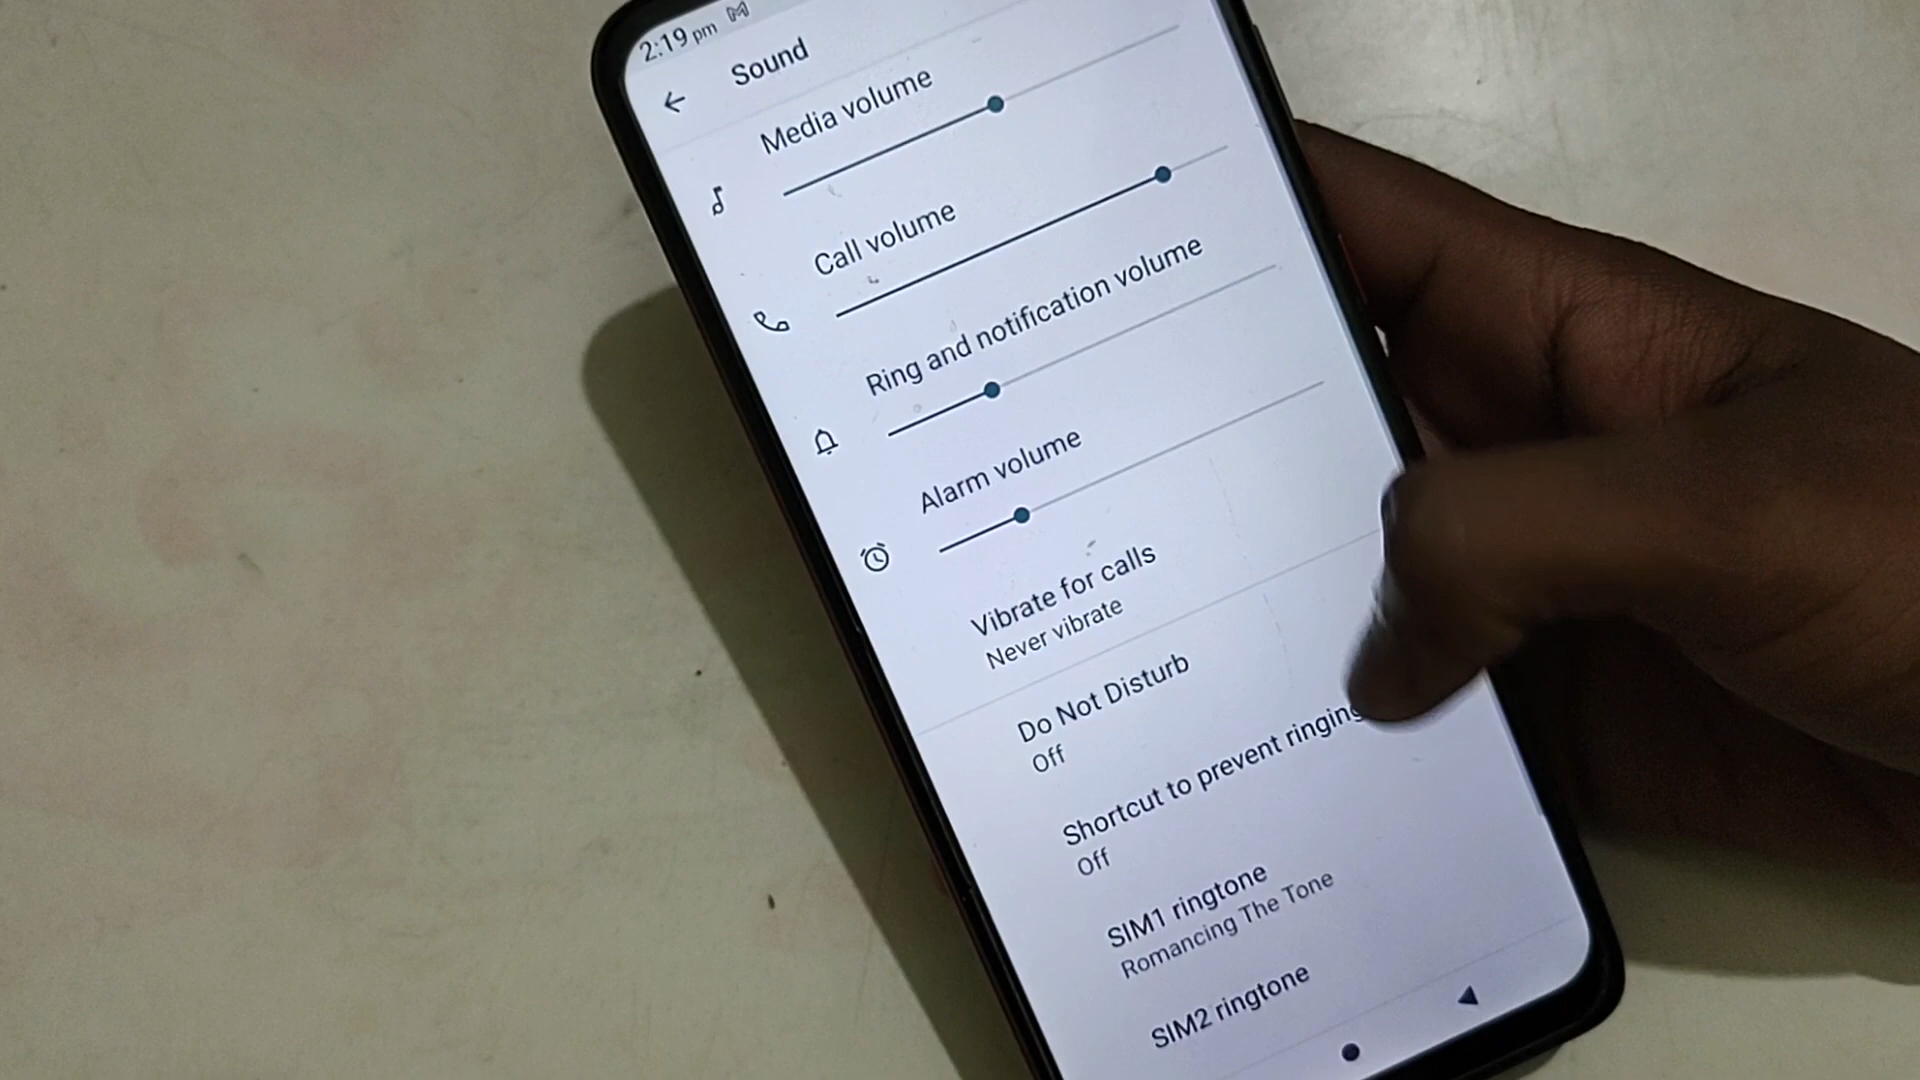 2:19 pm
Sound
Media volume
Call volume
Ring and notification volume
Alarm volume
Vibrate for calls
Never vibrate
Do Not Disturb
Off
Shortcut to prevent ringing
Off
SIM1 ringtone
Romancing The Tone
SIM2 ringtone